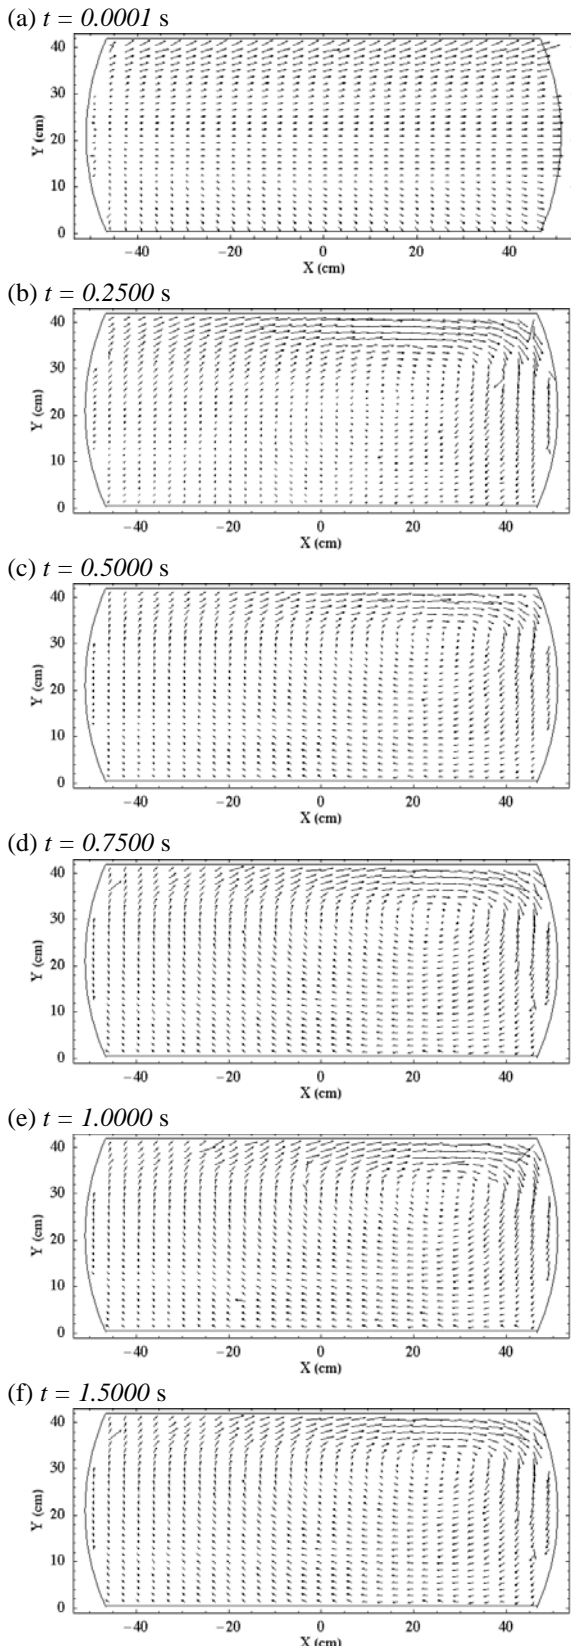 (a) t = 0.0001 s
40
30
20
10
0
Y (cm)
−40 −20 0 20 40
X (cm)
(b) t = 0.2500 s
40
30
20
10
0
Y (cm)
−40 −20 0 20 40
X (cm)
(c) t = 0.5000 s
40
30
20
10
0
Y (cm)
−40 −20 0 20 40
X (cm)
(d) t = 0.7500 s
40
30
20
10
0
Y (cm)
−40 −20 0 20 40
X (cm)
(e) t = 1.0000 s
40
30
20
10
0
Y (cm)
−40 −20 0 20 40
X (cm)
(f) t = 1.5000 s
40
30
20
10
0
Y (cm)
−40 −20 0 20 40
X (cm)